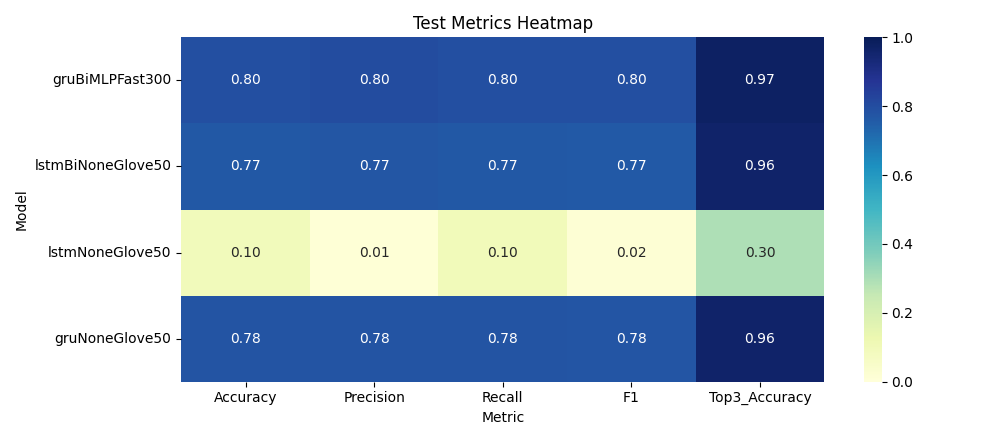 Test Metrics Heatmap
Model
gruBiMLPFast300 0.80 0.80 0.80 0.80 0.97
lstmBiNoneGlove50 0.77 0.77 0.77 0.77 0.96
lstmNoneGlove50 0.10 0.01 0.10 0.02 0.30
gruNoneGlove50 0.78 0.78 0.78 0.78 0.96
Accuracy Precision Recall F1 Top3_Accuracy
Metric
1.0
0.8
0.6
0.4
0.2
0.0